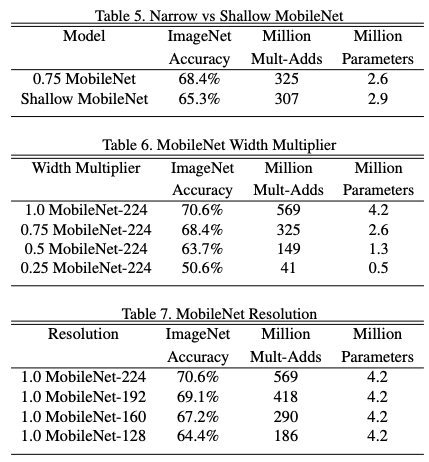 Table 5. Narrow vs Shallow MobileNet
Model ImageNet Million Million
Accuracy Mult-Adds Parameters
0.75 MobileNet 68.4% 325 2.6
Shallow MobileNet 65.3% 307 2.9
Table 6. MobileNet Width Multiplier
Width Multiplier ImageNet Million Million
Accuracy Mult-Adds Parameters
1.0 MobileNet-224 70.6% 569 4.2
0.75 MobileNet-224 68.4% 325 2.6
0.5 MobileNet-224 63.7% 149 1.3
0.25 MobileNet-224 50.6% 41 0.5
Table 7. MobileNet Resolution
Resolution ImageNet Million Million
Accuracy Mult-Adds Parameters
1.0 MobileNet-224 70.6% 569 4.2
1.0 MobileNet-192 69.1% 418 4.2
1.0 MobileNet-160 67.2% 290 4.2
1.0 MobileNet-128 64.4% 186 4.2